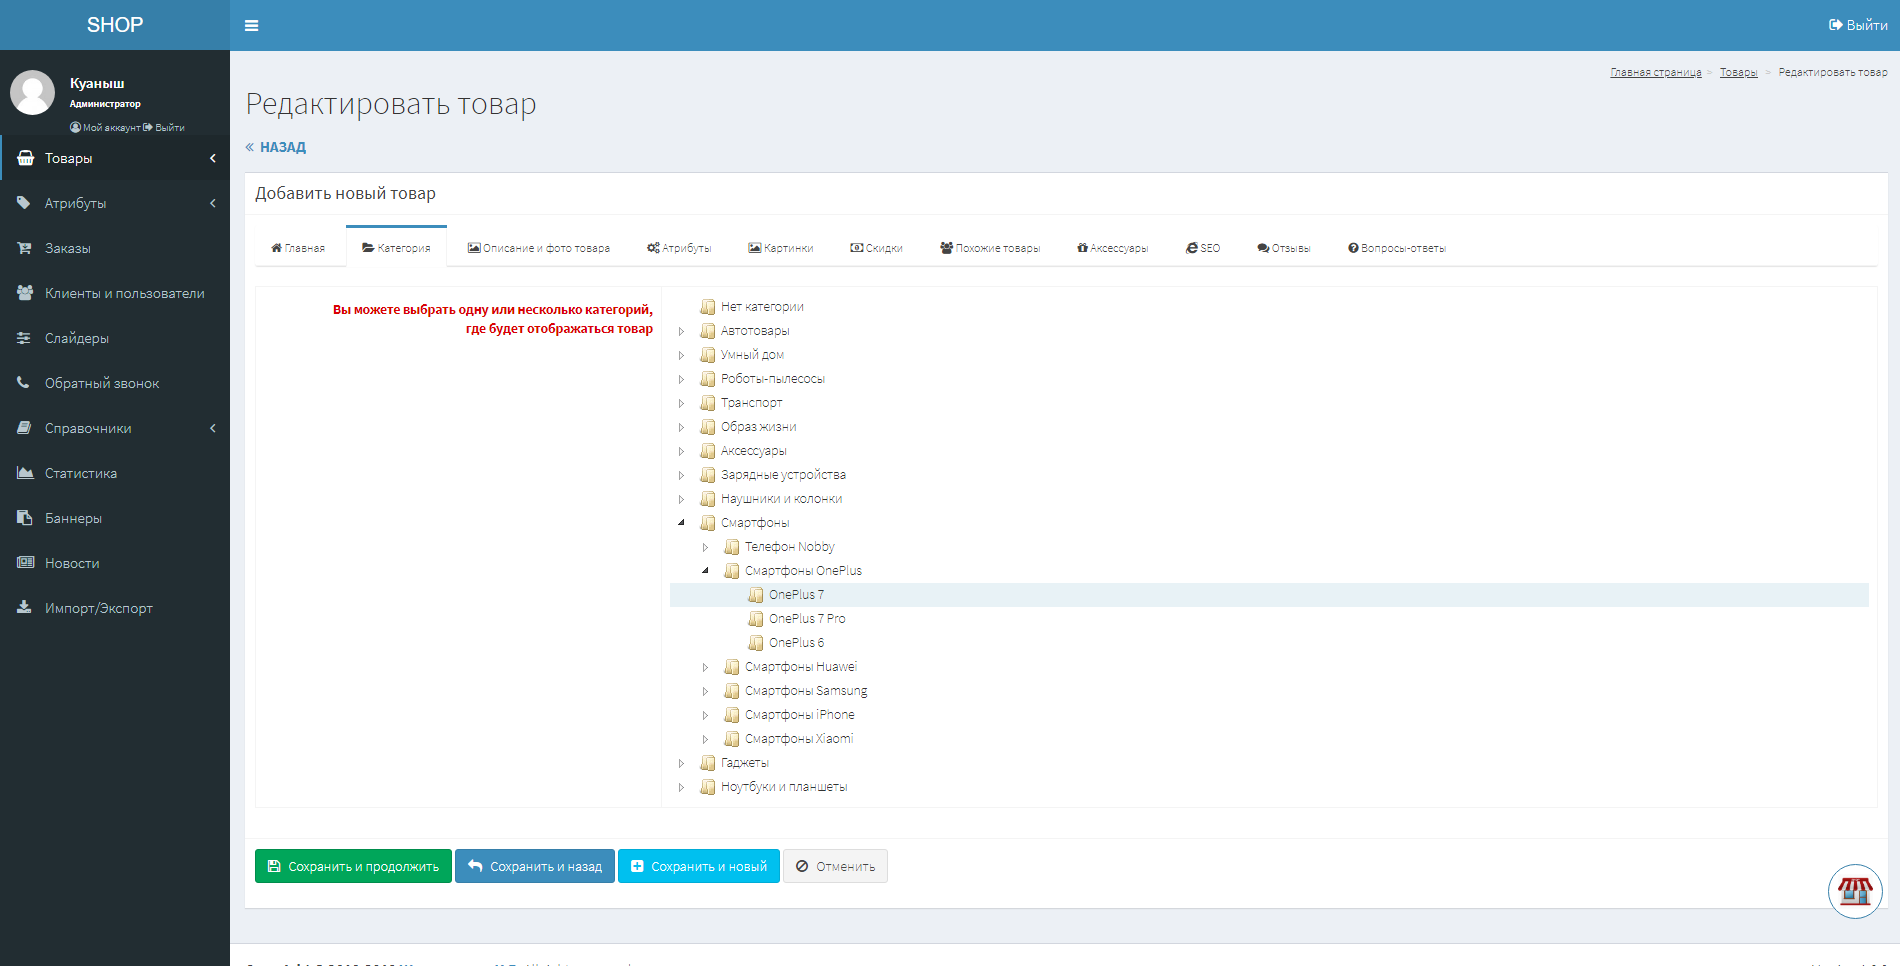 SHOP
Выйти
Куаныш
Администратор
Мой аккаунт Выйти
Товары
Атрибуты
Заказы
Клиенты и пользователи
Слайдеры
Обратный звонок
Справочники
Статистика
Баннеры
Новости
Импорт/Экспорт
Главная страница > Товары > Редактировать товар
Редактировать товар
« НАЗАД
Добавить новый товар
Главная Категория Описание и фото товара Атрибуты Картинки Скидки Похожие товары Аксессуары SEO Отзывы Вопросы-ответы
Вы можете выбрать одну или несколько категорий,
где будет отображаться товар
Нет категории
Автотовары
Умный дом
Роботы-пылесосы
Транспорт
Образ жизни
Аксессуары
Зарядные устройства
Наушники и колонки
Смартфоны
Телефон Nobby
Смартфоны OnePlus
OnePlus 7
OnePlus 7 Pro
OnePlus 6
Смартфоны Huawei
Смартфоны Samsung
Смартфоны iPhone
Смартфоны Xiaomi
Гаджеты
Ноутбуки и планшеты
Сохранить и продолжить Сохранить и назад Сохранить и новый Отменить